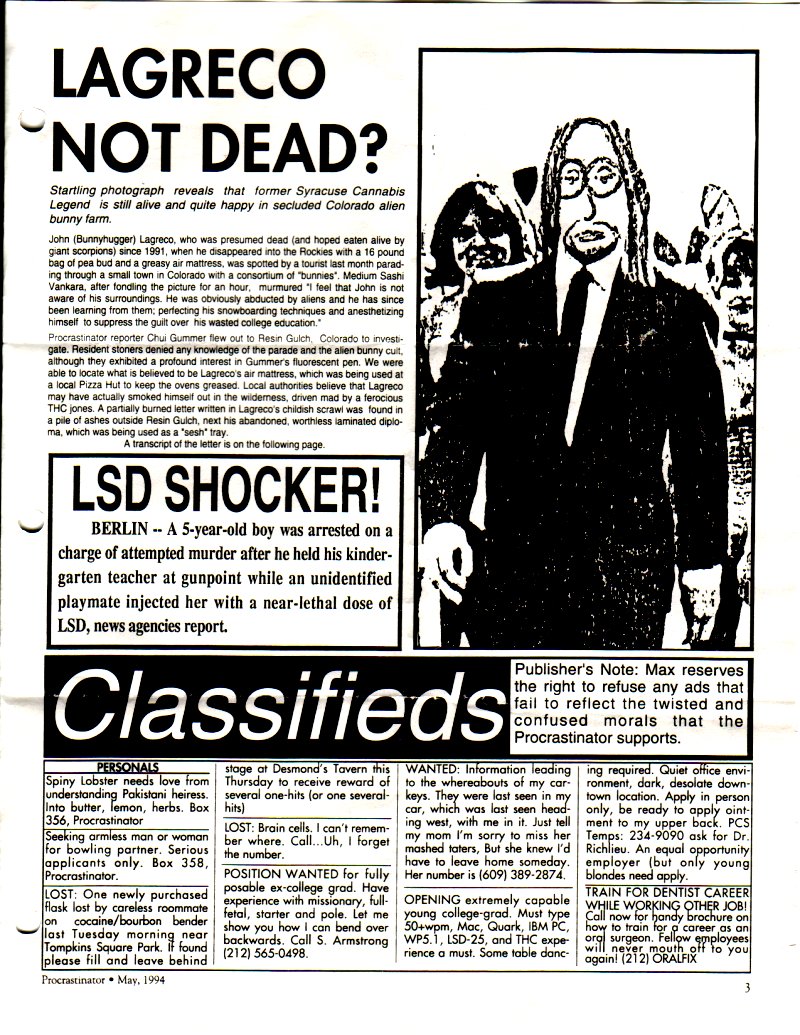 LAGRECO
NOT DEAD?
Startling photograph reveals that former Syracuse Cannabis
Legend is still alive and quite happy in secluded Colorado alien
bunny farm.
John (Bunnyhugger) Lagreco, who was presumed dead (and hoped eaten alive by
giant scorpions) since 1991, when he disappeared into the Rockies with a 16 pound
bag of pea bud and a greasy air mattress, was spotted by a tourist last month parad-
ing through a small town in Colorado with a consortium of "bunnies". Medium Sashi
Vankara, after fondling the picture for an hour, murmured "I feel that John is not
aware of his surroundings. He was obviously abducted by aliens and he has since
been learning from them; perfecting his snowboarding techniques and anesthetizing
himself to suppress the guilt over his wasted college education."
Procrastinator reporter Chui Gummer flew out to Resin Gulch, Colorado to investi-
gate. Resident stoners denied any knowledge of the parade and the alien bunny cult,
although they exhibited a profound interest in Gummer's fluorescent pen. We were
able to locate what is believed to be Lagreco's air mattress, which was being used at
a local Pizza Hut to keep the ovens greased. Local authorities believe that Lagreco
may have actually smoked himself out in the wilderness, driven mad by a ferocious
THC jones. A partially burned letter written in Lagreco's childish scrawl was found in
a pile of ashes outside Resin Gulch, next his abandoned, worthless laminated diplo-
ma, which was being used as a "sesh" tray.
A transcript of the letter is on the following page.
LSD SHOCKER!
BERLIN -- A 5-year-old boy was arrested on a
charge of attempted murder after he held his kinder-
garten teacher at gunpoint while an unidentified
playmate injected her with a near-lethal dose of
LSD, news agencies report.
Classifieds
Publisher's Note: Max reserves
the right to refuse any ads that
fail to reflect the twisted and
confused morals that the
Procrastinator supports.
PERSONALS
Spiny Lobster needs love from
understanding Pakistani heiress.
Into butter, lemon, herbs. Box
356, Procrastinator
Seeking armless man or woman
for bowling partner. Serious
applicants only. Box 358,
Procrastinator.
LOST: One newly purchased
flask lost by careless roommate
on cocaine/bourbon bender
last Tuesday morning near
Tompkins Square Park. If found
please fill and leave behind
stage at Desmond's Tavern this
Thursday to receive reward of
several one-hits (or one several-
hits)
LOST: Brain cells. I can't remem-
ber where. Call...Uh, I forget
the number.
POSITION WANTED for fully
posable ex-college grad. Have
experience with missionary, full-
fetal, starter and pole. Let me
show you how I can bend over
backwards. Call S. Armstrong
(212) 565-0498.
WANTED: Information leading
to the whereabouts of my car-
keys. They were last seen in my
car, which was last seen head-
ing west, with me in it. Just tell
my mom I'm sorry to miss her
mashed taters, But she knew I'd
have to leave home someday.
Her number is (609) 389-2874.
OPENING extremely capable
young college-grad. Must type
50+wpm, Mac, Quark, IBM PC,
WP5.1, LSD-25, and THC expe-
rience a must. Some table danc-
ing required. Quiet office envi-
ronment, dark, desolate down-
town location. Apply in person
only, be ready to apply oint-
ment to my upper back. PCS
Temps: 234-9090 ask for Dr.
Richlieu. An equal opportunity
employer (but only young
blondes need apply.
TRAIN FOR DENTIST CAREER
WHILE WORKING OTHER JOB!
Call now for handy brochure on
how to train for a career as an
oral surgeon. Fellow employees
will never mouth off to you
again! (212) ORALFIX
Procrastinator • May, 1994
3